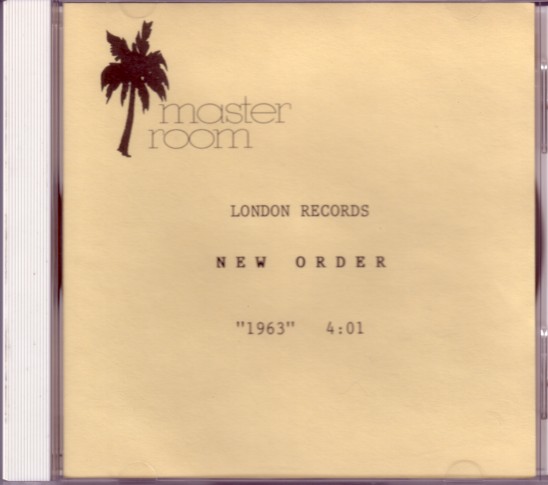 master
room
LONDON RECORDS
NEW ORDER
"1963" 4:01